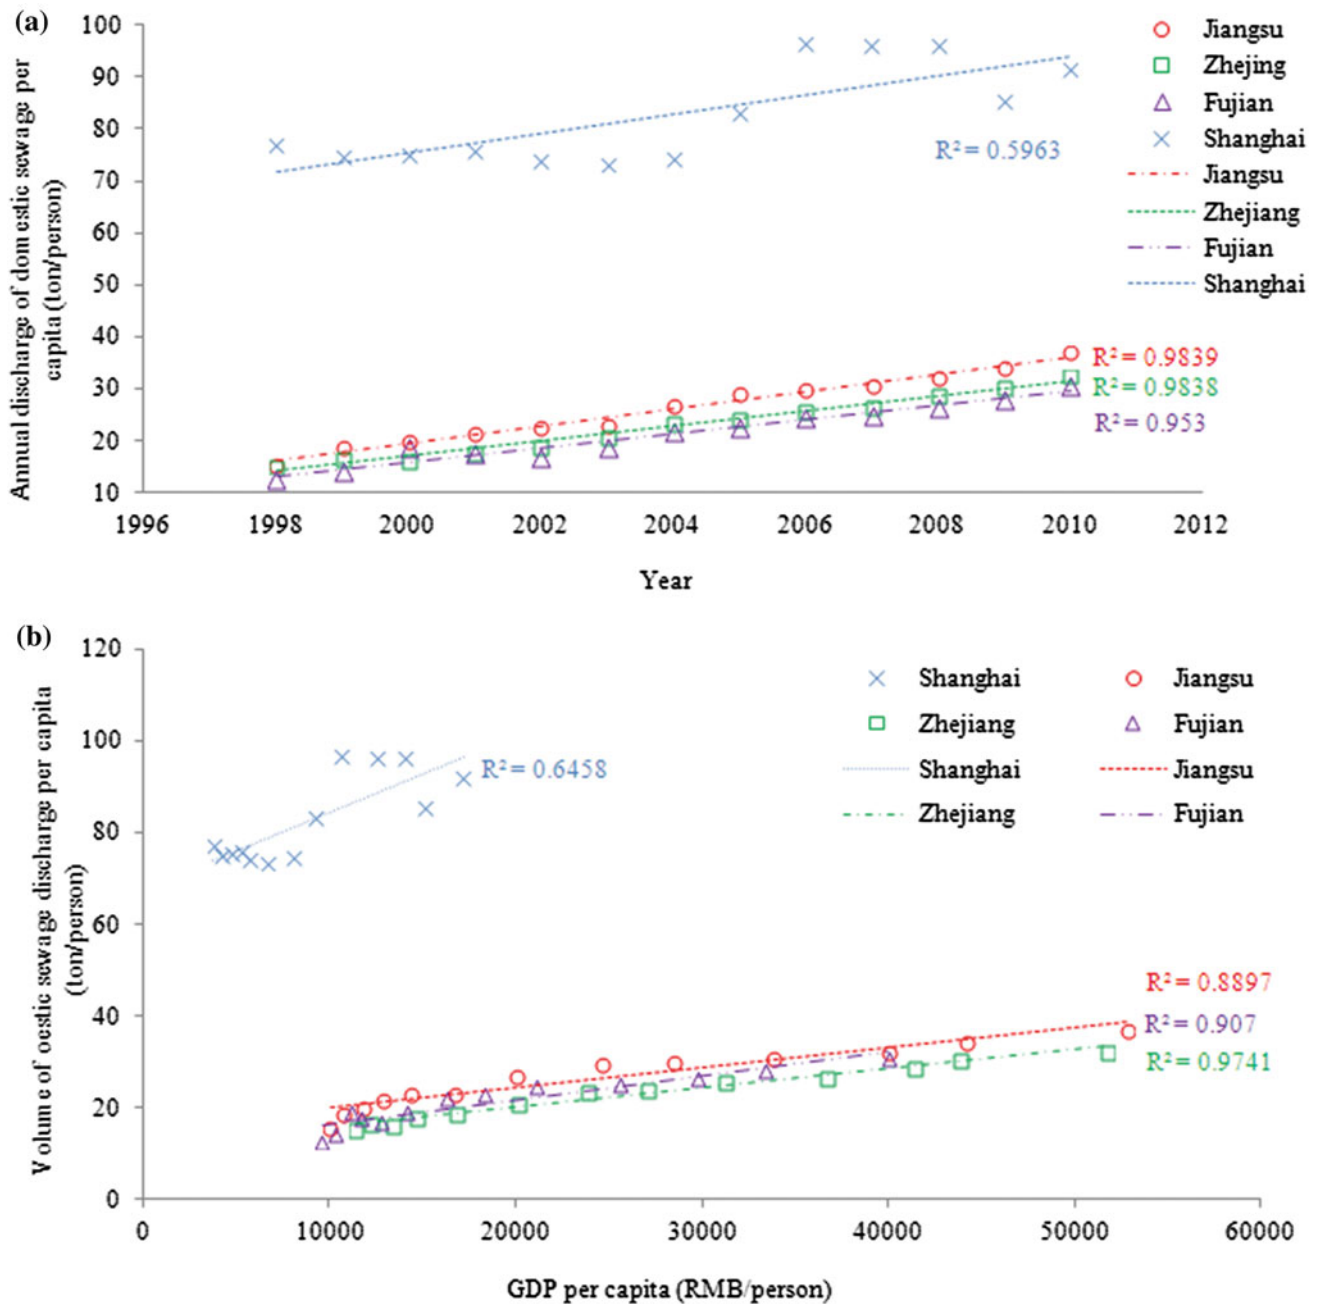 (a)
Annual discharge of domestic sewage per
capita (ton/person)
100
90
80
70
60
50
40
30
20
10
1996
1998
2000
2002
2004
2006
2008
2010
2012
Year
Jiangsu
Zhejing
Fujian
Shanghai
Jiangsu
Zhejiang
Fujian
Shanghai
R² = 0.5963
R² = 0.9839
R² = 0.9838
R² = 0.953
(b)
Volume of oestic sewage discharge per capita
(ton/person)
120
100
80
60
40
20
0
0
10000
20000
30000
40000
50000
60000
GDP per capita (RMB/person)
Shanghai
Jiangsu
Zhejiang
Fujian
Shanghai
Jiangsu
Zhejiang
Fujian
R² = 0.6458
R² = 0.8897
R² = 0.907
R² = 0.9741